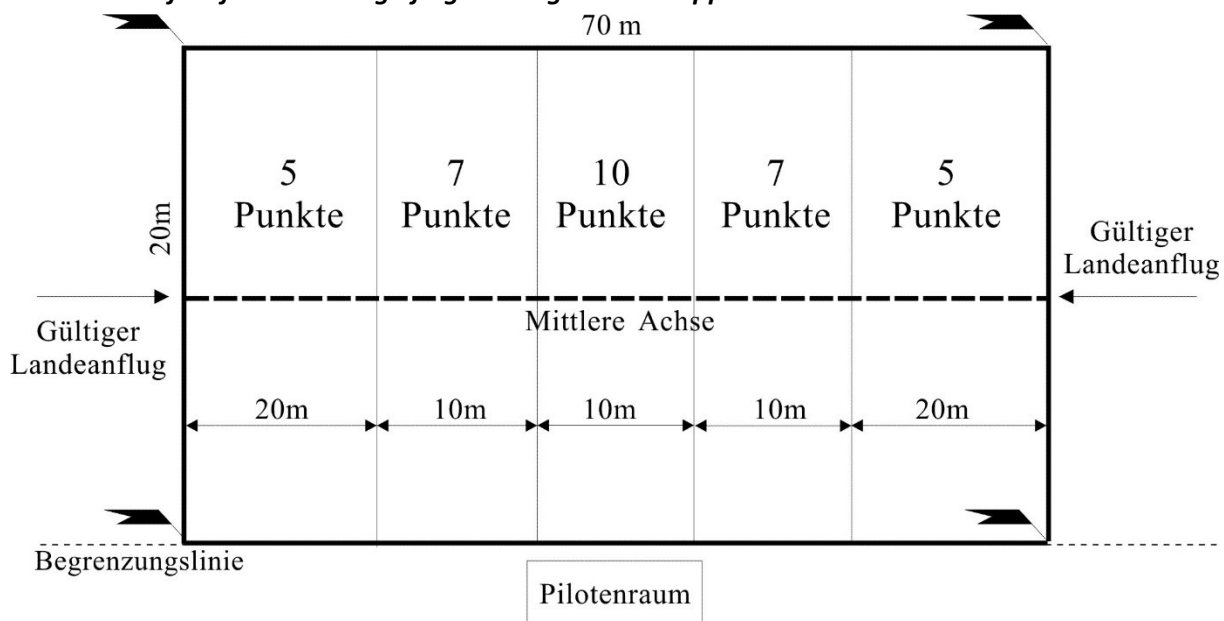 70 m
5
Punkte
7
Punkte
10
Punkte
7
Punkte
5
Punkte
20m
Gültiger
Landeanflug
Mittlere Achse
Gültiger
Landeanflug
20m
10m
10m
10m
20m
Begrenzungslinie
Pilotenraum